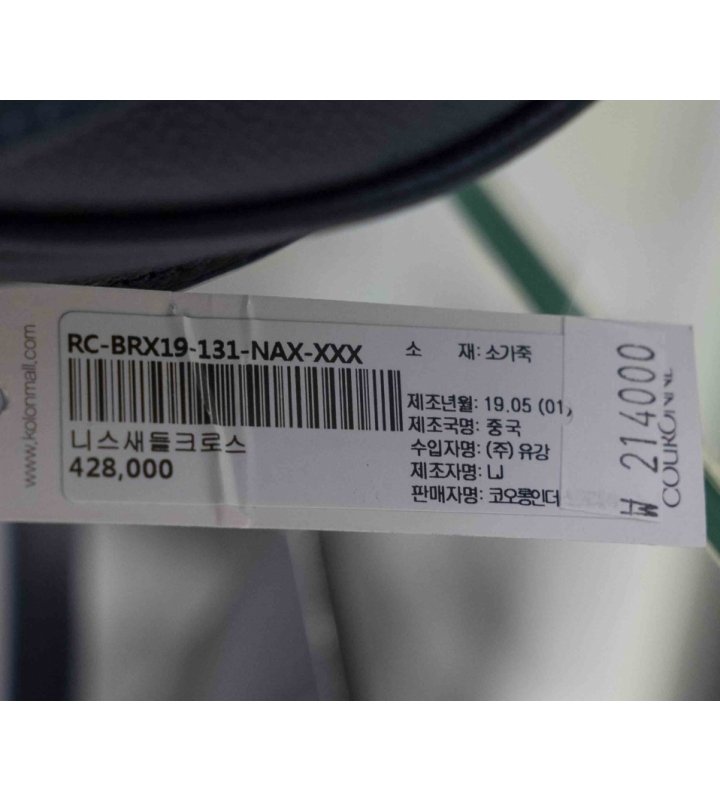 www.kolonmall.com
RC-BRX19-131-NAX-XXX
니스새들크로스
428,000
소 재: 소가죽
제조년월: 19.05 (01)
제조국명: 중국
수입자명: (주) 유강
제조자명: LJ
판매자명: 코오롱인더
₩ 214000
COURONNE